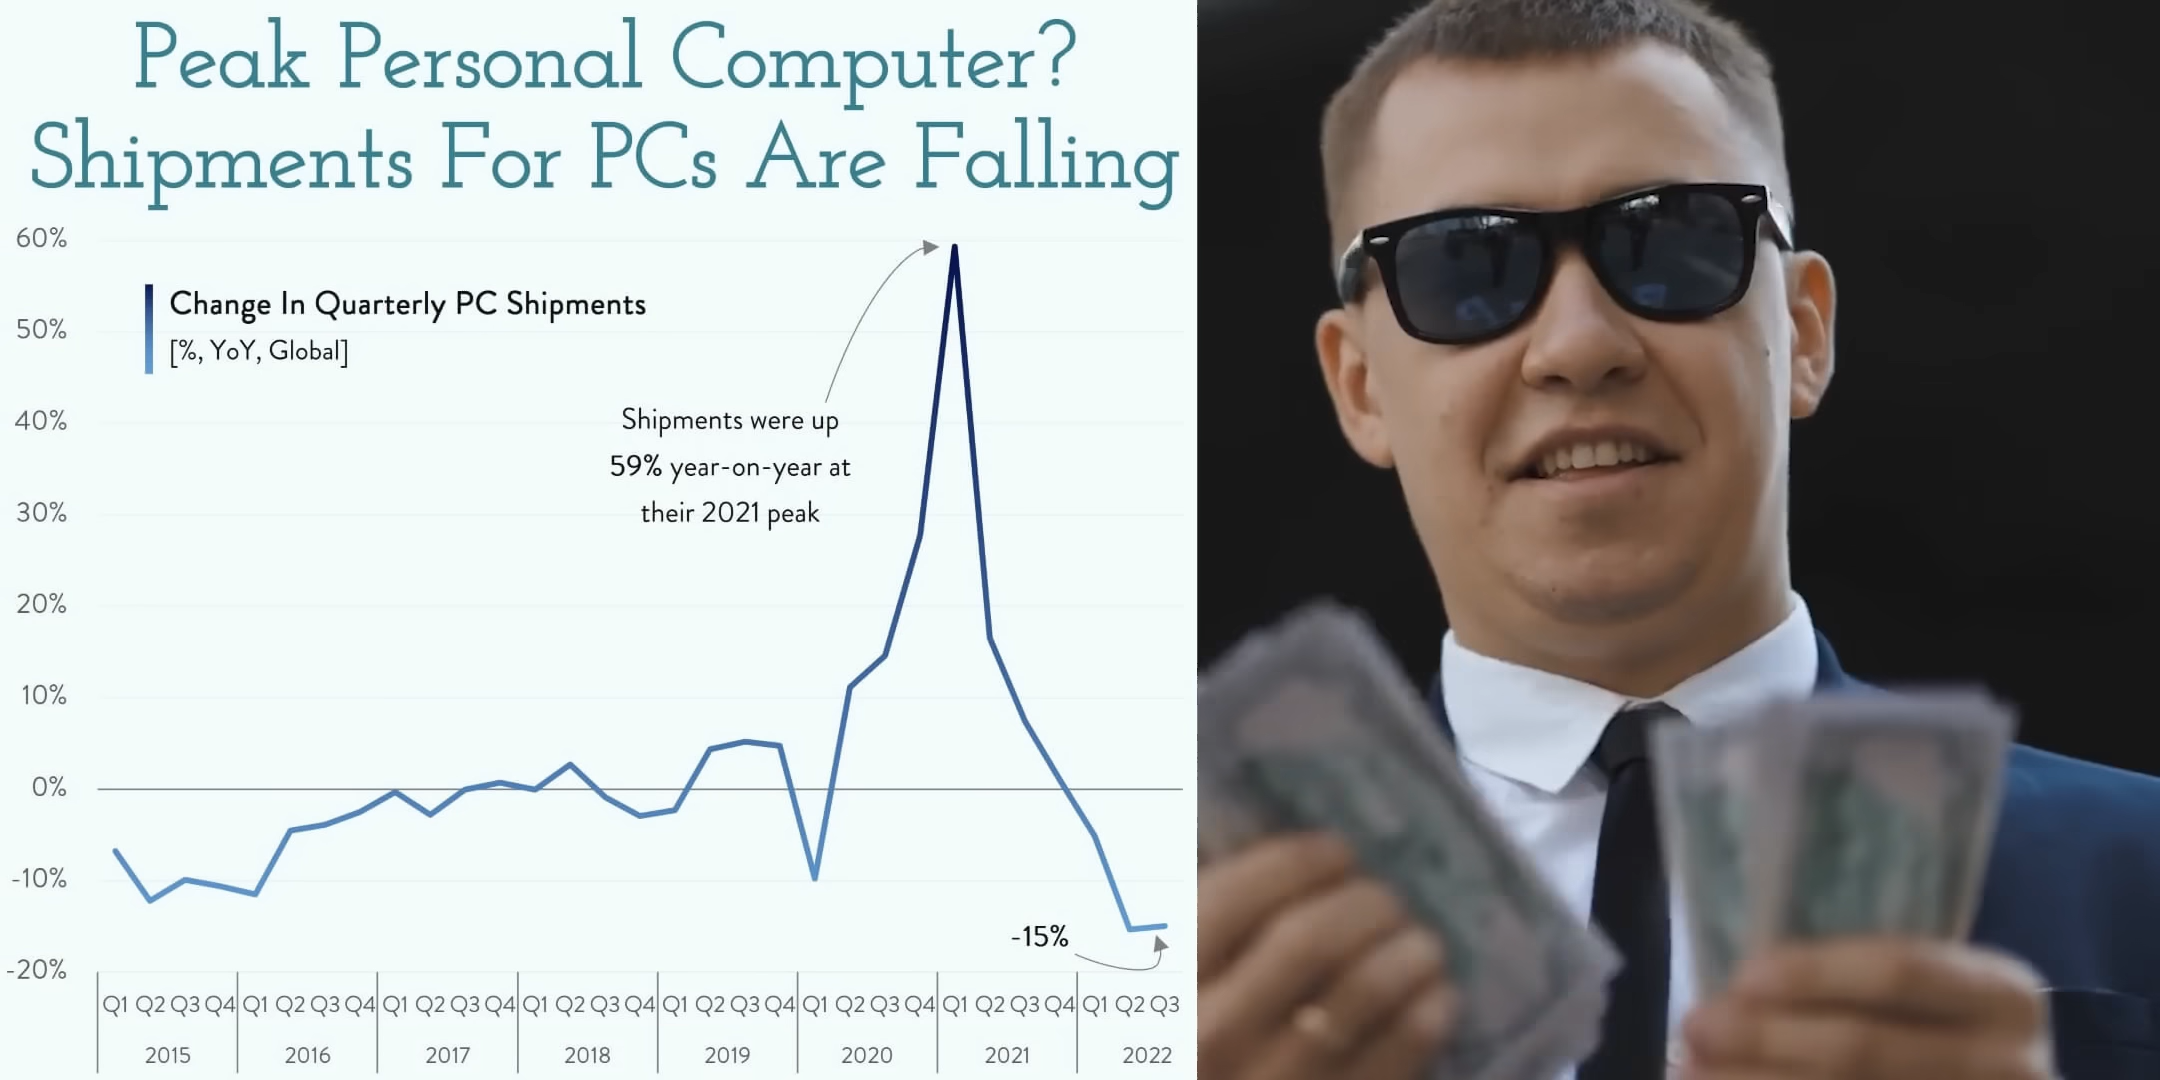 Peak Personal Computer?
Shipments For PCs Are Falling
60%
Change In Quarterly PC Shipments
50%
[%, YoY, Global]
40%
Shipments were up
59% year-on-year at
30%
their 2021 peak
20%
10%
0%
-10%
-15%
-20%
Q1 Q2 Q3 Q4 Q1 Q2 Q3 Q4 Q1 Q2 Q3 Q4 Q1 Q2 Q3 Q4 Q1 Q2 Q3 Q4 Q1 Q2 Q3 Q4 Q1 Q2 Q3 Q4 Q1 Q2 Q3
2015 2016 2017 2018 2019 2020 2021 2022